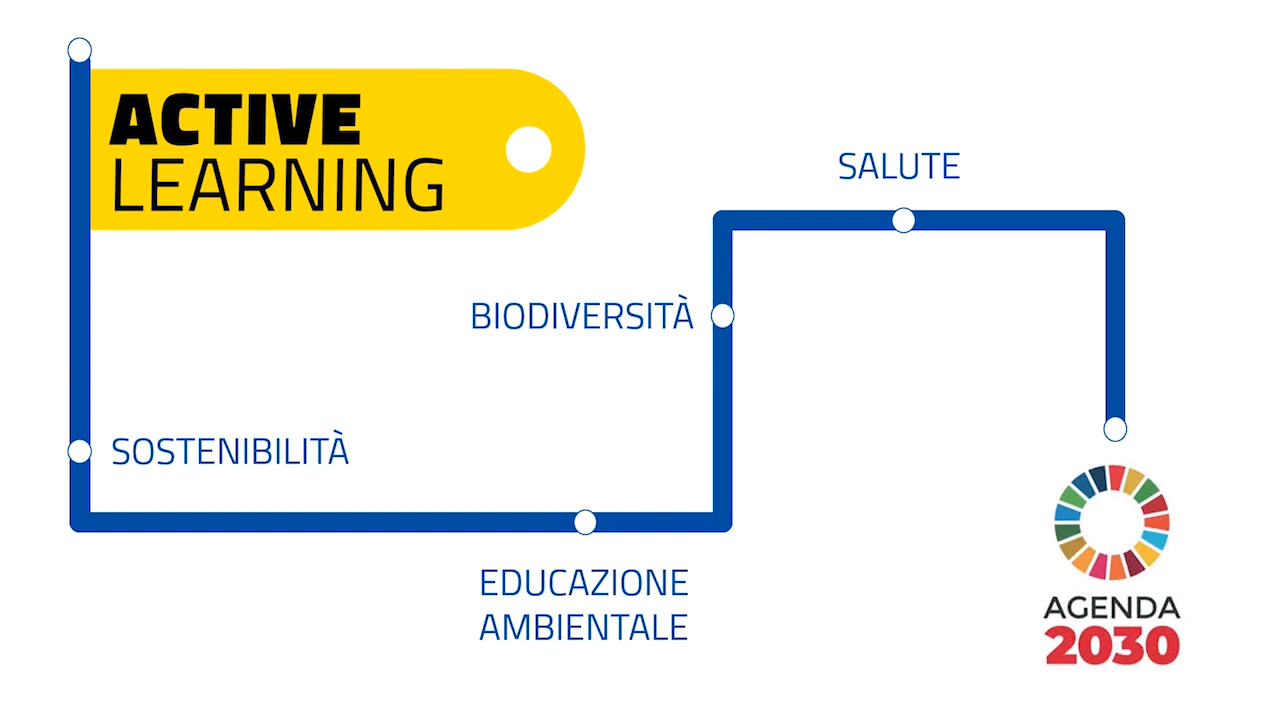 ACTIVE
LEARNING
SALUTE
BIODIVERSITÀ
SOSTENIBILITÀ
EDUCAZIONE
AMBIENTALE
AGENDA
2030